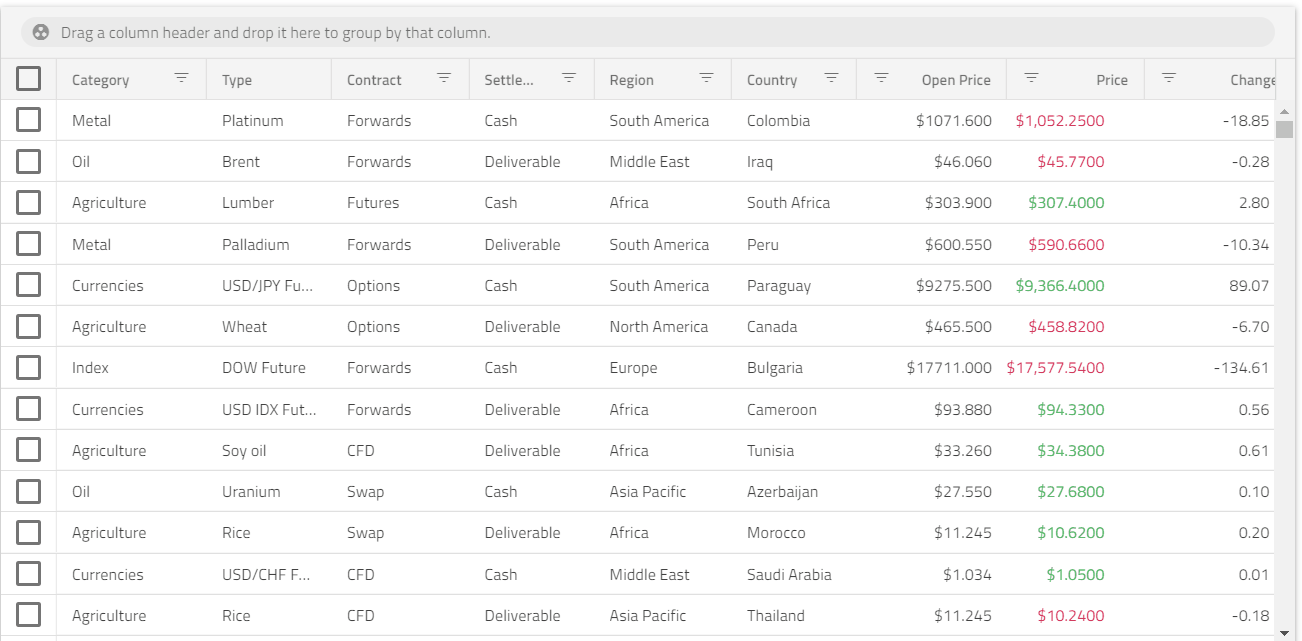 Drag a column header and drop it here to group by that column.
Category Type Contract Settle... Region Country Open Price Price Change
Metal Platinum Forwards Cash South America Colombia $1071.600 $1,052.2500 -18.85
Oil Brent Forwards Deliverable Middle East Iraq $46.060 $45.7700 -0.28
Agriculture Lumber Futures Cash Africa South Africa $303.900 $307.4000 2.80
Metal Palladium Forwards Deliverable South America Peru $600.550 $590.6600 -10.34
Currencies USD/JPY Fu... Options Cash South America Paraguay $9275.500 $9,366.4000 89.07
Agriculture Wheat Options Deliverable North America Canada $465.500 $458.8200 -6.70
Index DOW Future Forwards Cash Europe Bulgaria $17711.000 $17,577.5400 -134.61
Currencies USD IDX Fut... Forwards Deliverable Africa Cameroon $93.880 $94.3300 0.56
Agriculture Soy oil CFD Deliverable Africa Tunisia $33.260 $34.3800 0.61
Oil Uranium Swap Cash Asia Pacific Azerbaijan $27.550 $27.6800 0.10
Agriculture Rice Swap Deliverable Africa Morocco $11.245 $10.6200 0.20
Currencies USD/CHF F... CFD Cash Middle East Saudi Arabia $1.034 $1.0500 0.01
Agriculture Rice CFD Deliverable Asia Pacific Thailand $11.245 $10.2400 -0.18